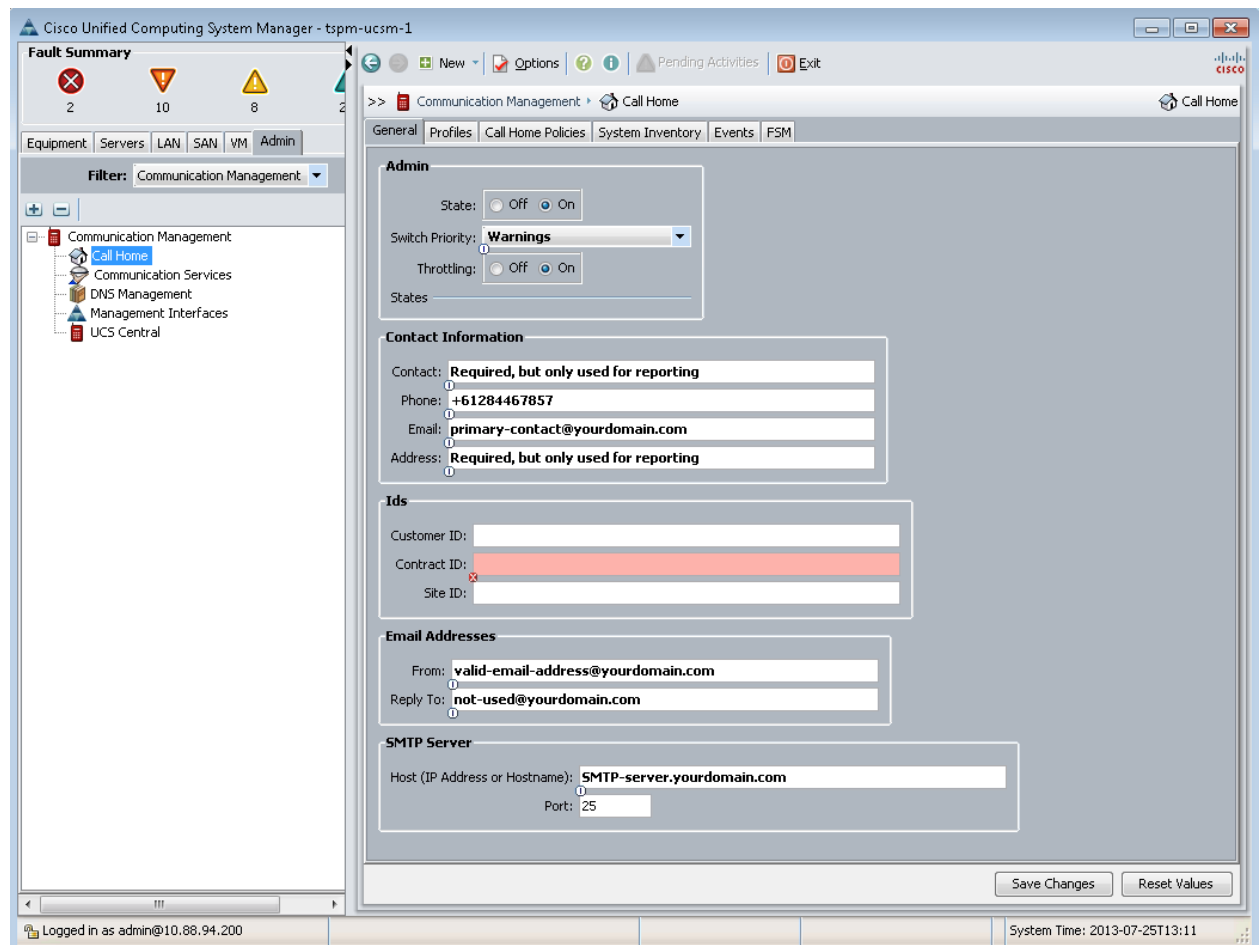 Cisco Unified Computing System Manager - tspm-ucsm-1
Fault Summary
2 10 8 2
New Options Pending Activities Exit
cisco
>> Communication Management Call Home Call Home
Equipment Servers LAN SAN VM Admin
General Profiles Call Home Policies System Inventory Events FSM
Filter: Communication Management
Communication Management
Call Home
Communication Services
DNS Management
Management Interfaces
UCS Central
Admin
State: Off On
Switch Priority: Warnings
Throttling: Off On
States
Contact Information
Contact: Required, but only used for reporting
Phone: +61284467857
Email: primary-contact@yourdomain.com
Address: Required, but only used for reporting
Ids
Customer ID:
Contract ID:
Site ID:
Email Addresses
From: valid-email-address@yourdomain.com
Reply To: not-used@yourdomain.com
SMTP Server
Host (IP Address or Hostname): SMTP-server.yourdomain.com
Port: 25
Save Changes Reset Values
Logged in as admin@10.88.94.200 System Time: 2013-07-25T13:11